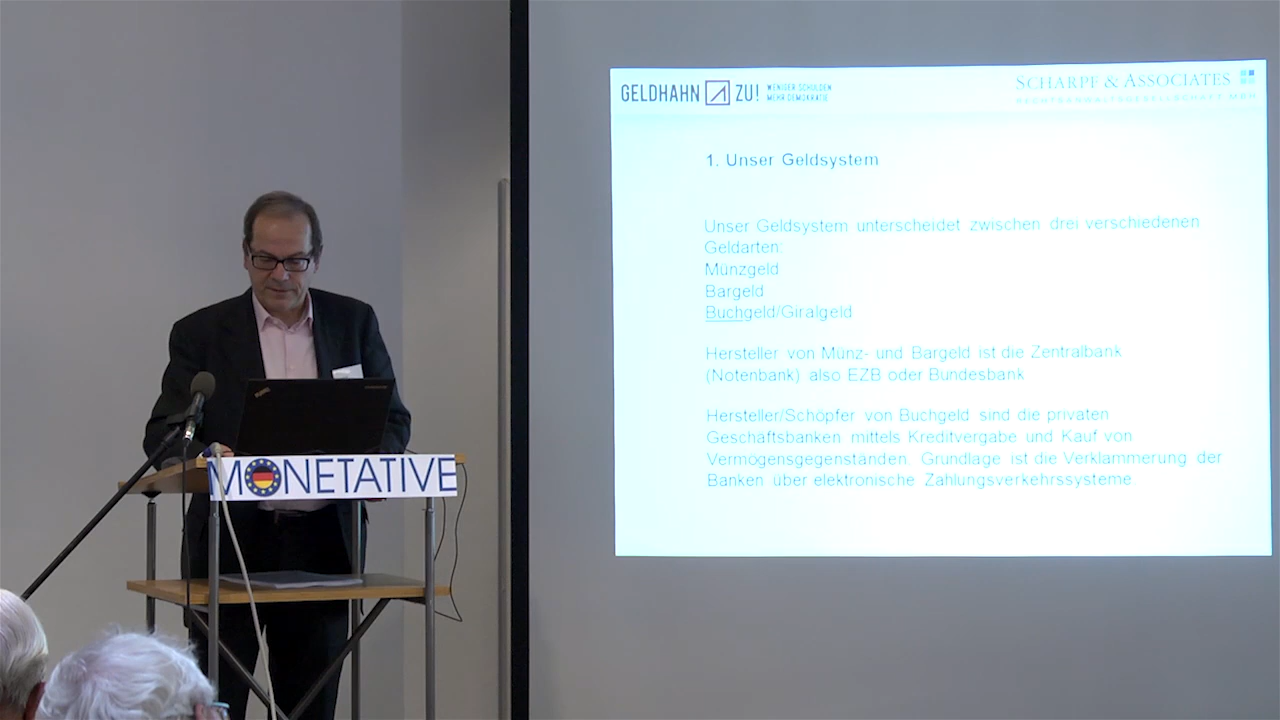 GELDHAHN ZU!
WENIGER SCHULDEN
MEHR DEMOKRATIE
SCHARPF & ASSOCIATES
RECHTSANWALTSGESELLSCHAFT MBH
1. Unser Geldsystem
Unser Geldsystem unterscheidet zwischen drei verschiedenen
Geldarten:
Münzgeld
Bargeld
Buchgeld/Giralgeld
Hersteller von Münz- und Bargeld ist die Zentralbank
(Notenbank) also EZB oder Bundesbank
Hersteller/Schöpfer von Buchgeld sind die privaten
Geschäftsbanken mittels Kreditvergabe und Kauf von
Vermögensgegenständen. Grundlage ist die Verklammerung der
Banken über elektronische Zahlungsverkehrssysteme
MONETATIVE